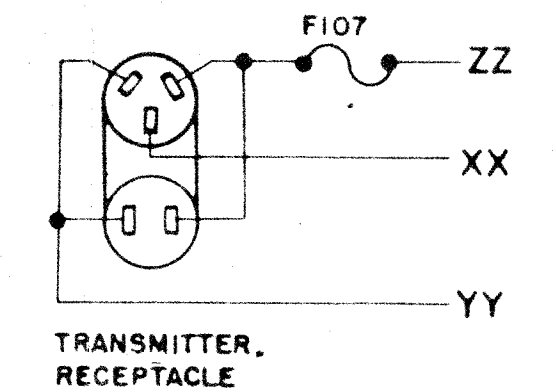 F107
ZZ
XX
YY
TRANSMITTER.
RECEPTACLE